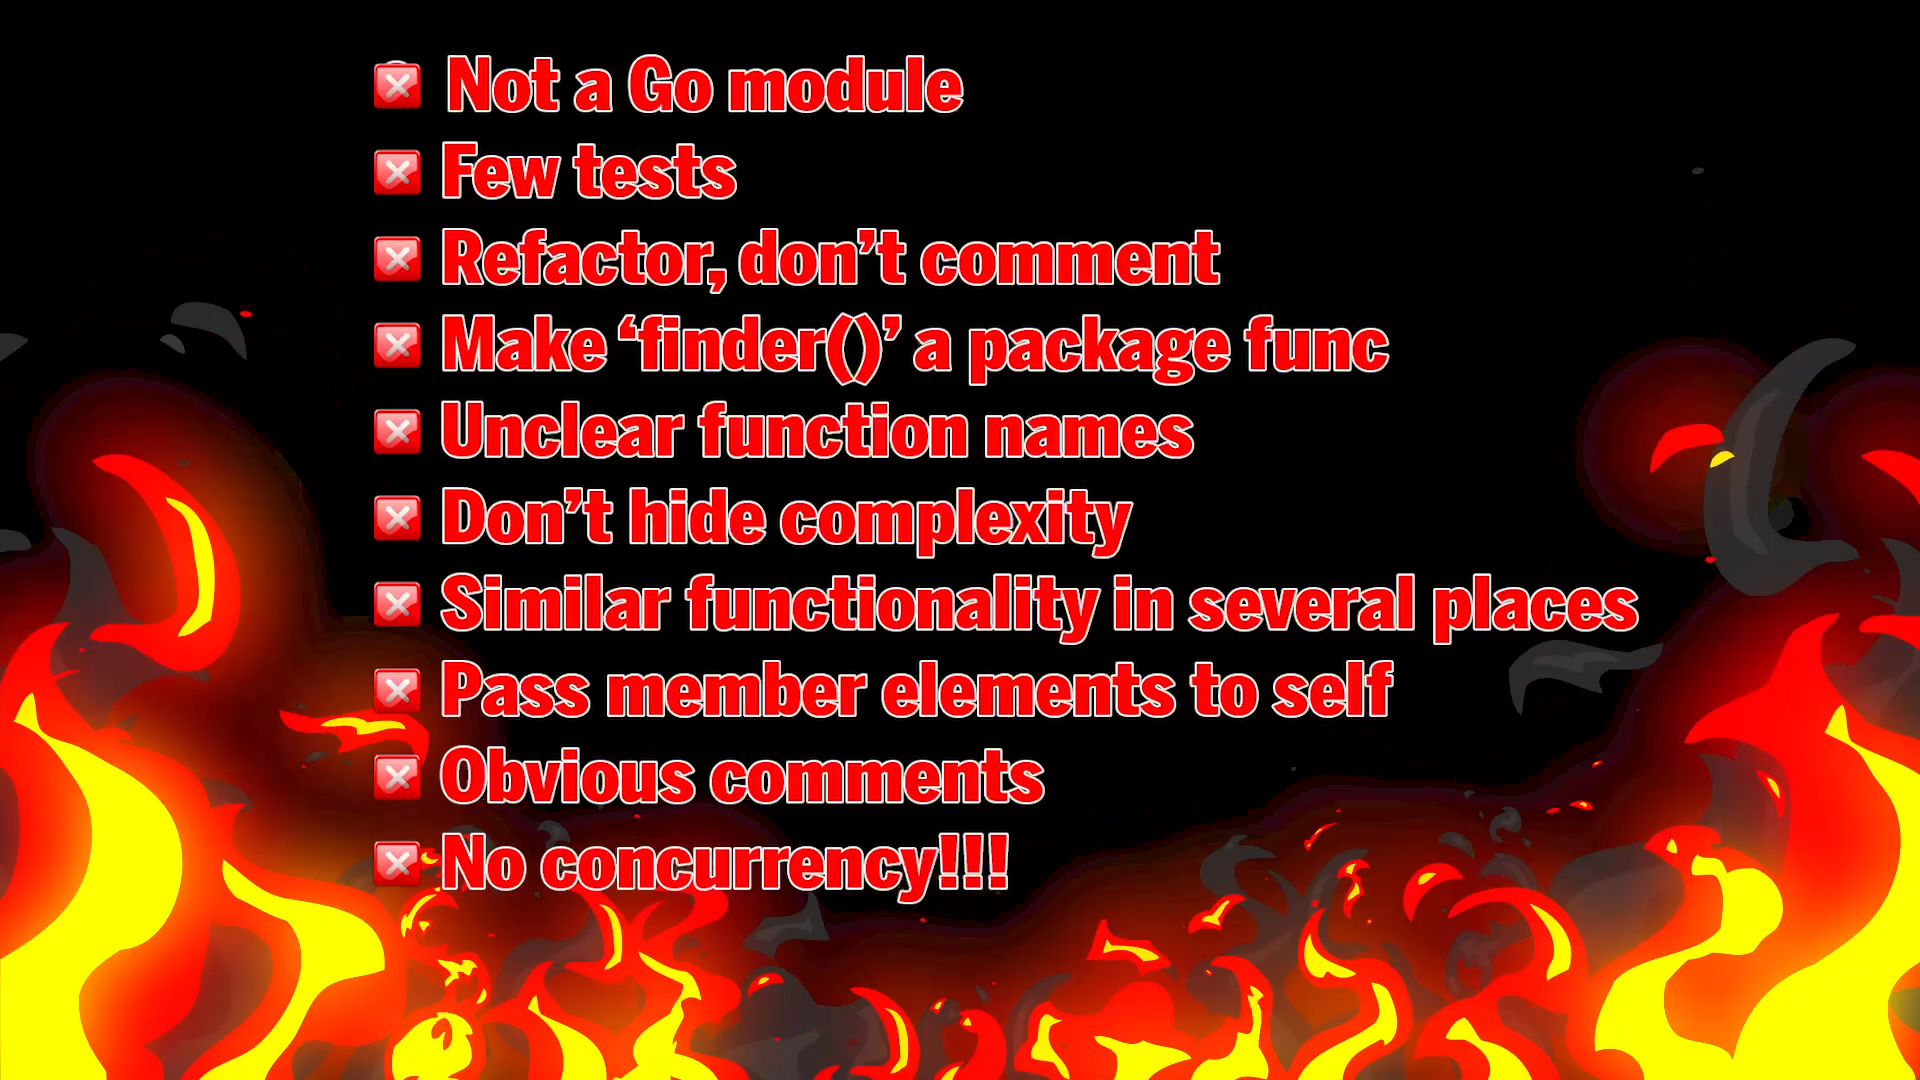 Not a Go module
Few tests
Refactor, don’t comment
Make ‘finder()’ a package func
Unclear function names
Don’t hide complexity
Similar functionality in several places
Pass member elements to self
Obvious comments
No concurrency!!!